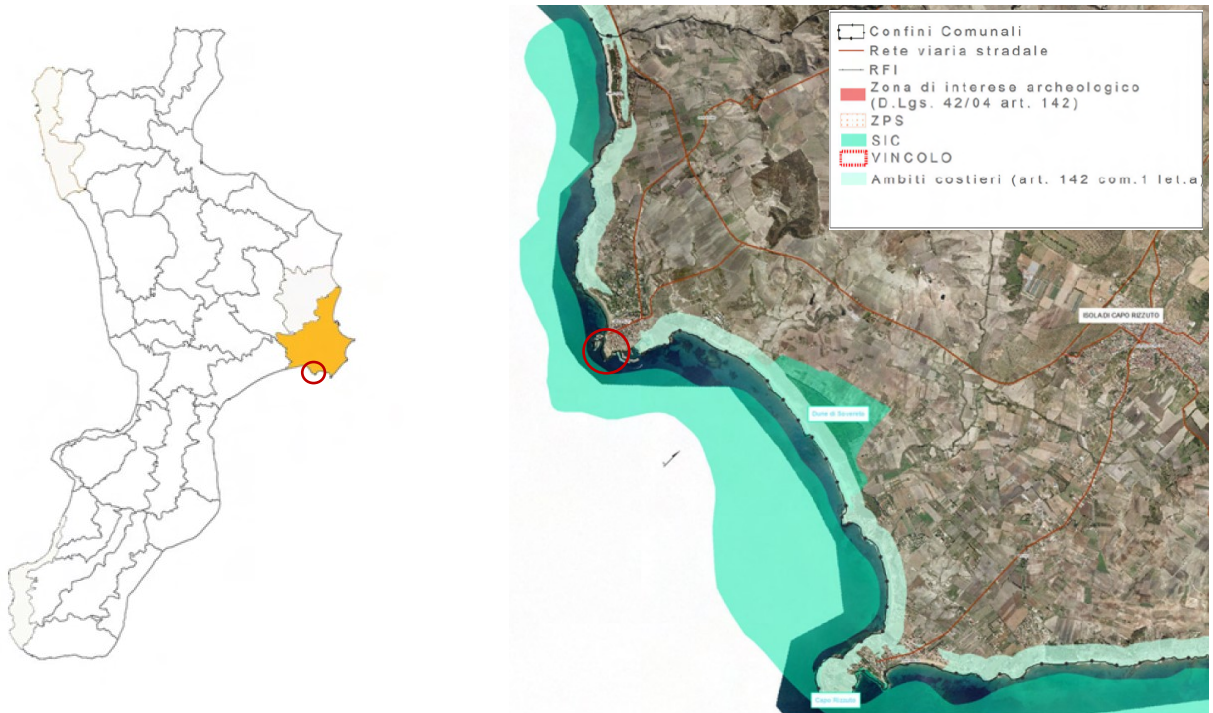 Confini Comunali
Rete viaria stradale
RFI
Zona di interese archeologico
(D.Lgs. 42/04 art. 142)
ZPS
SIC
VINCOLO
Ambiti costieri (art. 142 com.1 let.a)
ISOLA DI CAPO RIZZUTO
Dune di Sovereto
Capo Rizzuto